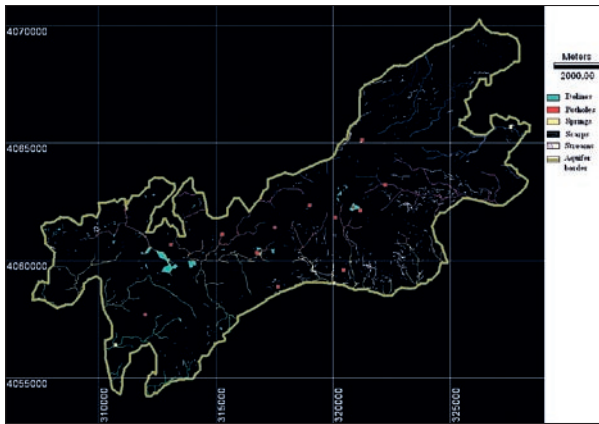 4070000
4065000
4060000
4055000
310000
315000
320000
325000
Meters
2000.00
Dolines
Potholes
Springs
Scarps
Streams
Aquifer
border